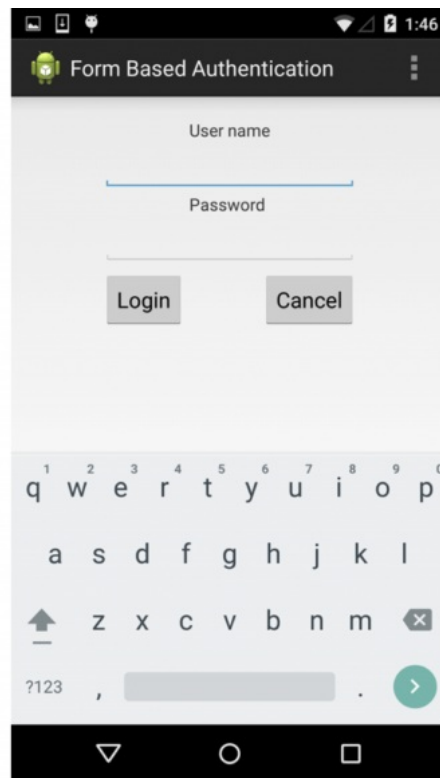 1:46
Form Based Authentication
User name
Password
Login
Cancel
1 2 3 4 5 6 7 8 9 0
q w e r t y u i o p
a s d f g h j k l
z x c v b n m
?123 , .